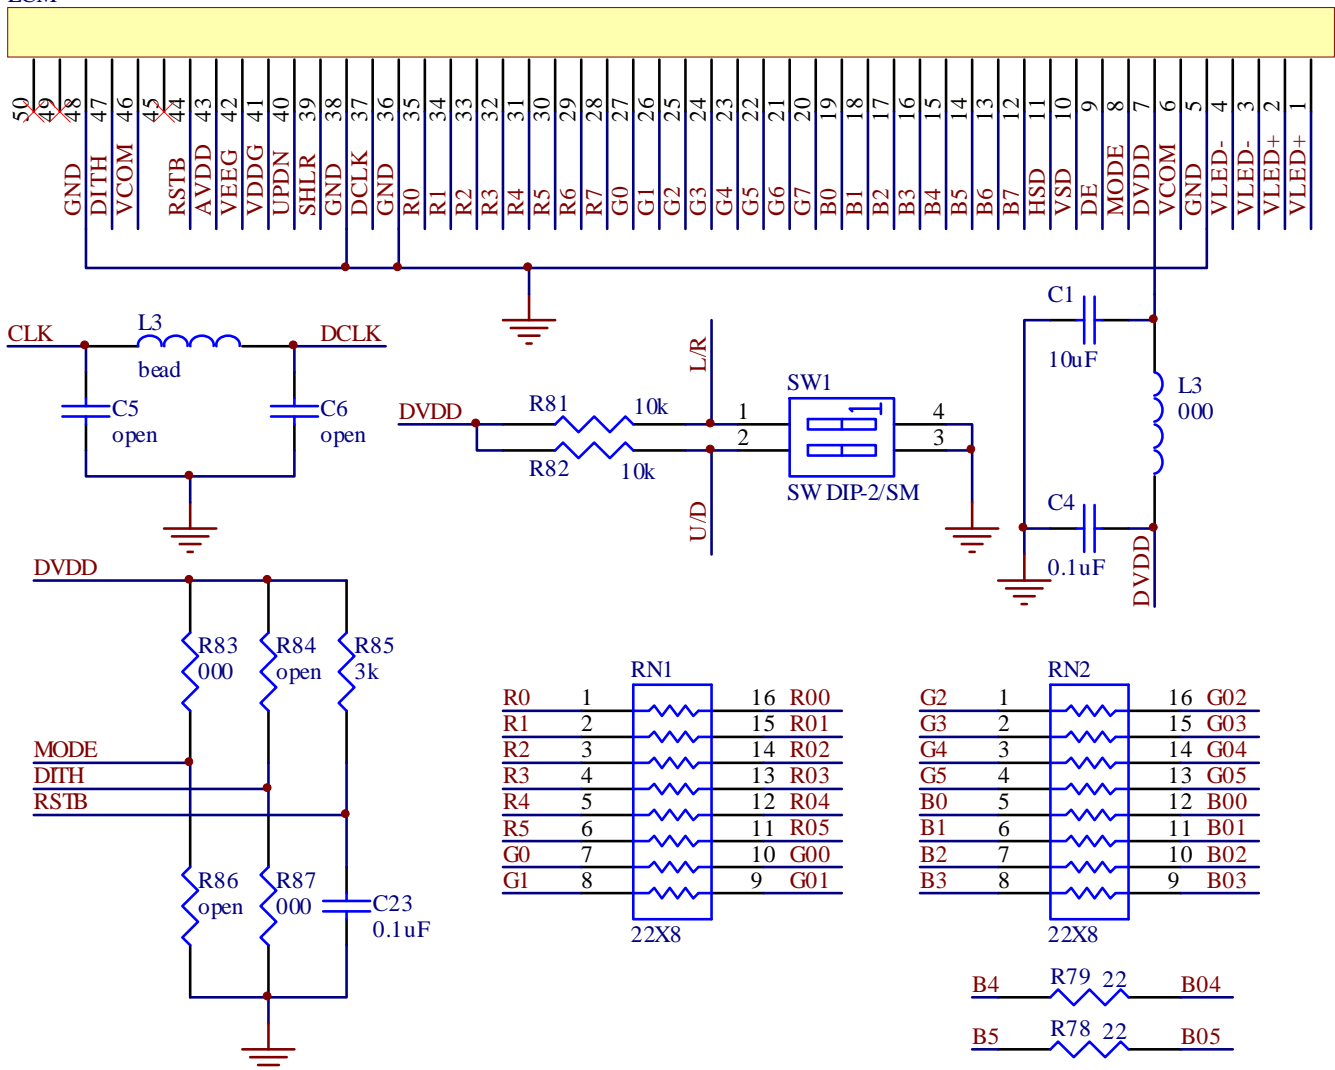 LCM
50 49 48 47 46 45 44 43 42 41 40 39 38 37 36 35 34 33 32 31 30 29 28 27 26 25 24 23 22 21 20 19 18 17 16 15 14 13 12 11 10 9 8 7 6 5 4 3 2 1
GND DITH VCOM RSTB AVDD VEEG VDDG UPDN SHLR GND DCLK GND R0 R1 R2 R3 R4 R5 R6 R7 G0 G1 G2 G3 G4 G5 G6 G7 B0 B1 B2 B3 B4 B5 B6 B7 HSD VSD DE MODE DVDD VCOM GND VLED- VLED- VLED+ VLED+
CLK L3 DCLK
bead
C5 C6
open open
DVDD R81 10k
R82 10k
L/R
U/D
SW1
1 1 4
2 3
SW DIP-2/SM
C1
10uF
L3
000
C4
0.1uF
DVDD
DVDD
R83 R84 R85
000 open 3k
MODE
DITH
RSTB
R86 R87 C23
open 000 0.1uF
RN1
R0 1 16 R00
R1 2 15 R01
R2 3 14 R02
R3 4 13 R03
R4 5 12 R04
R5 6 11 R05
G0 7 10 G00
G1 8 9 G01
22X8
RN2
G2 1 16 G02
G3 2 15 G03
G4 3 14 G04
G5 4 13 G05
B0 5 12 B00
B1 6 11 B01
B2 7 10 B02
B3 8 9 B03
22X8
B4 R79 22 B04
B5 R78 22 B05